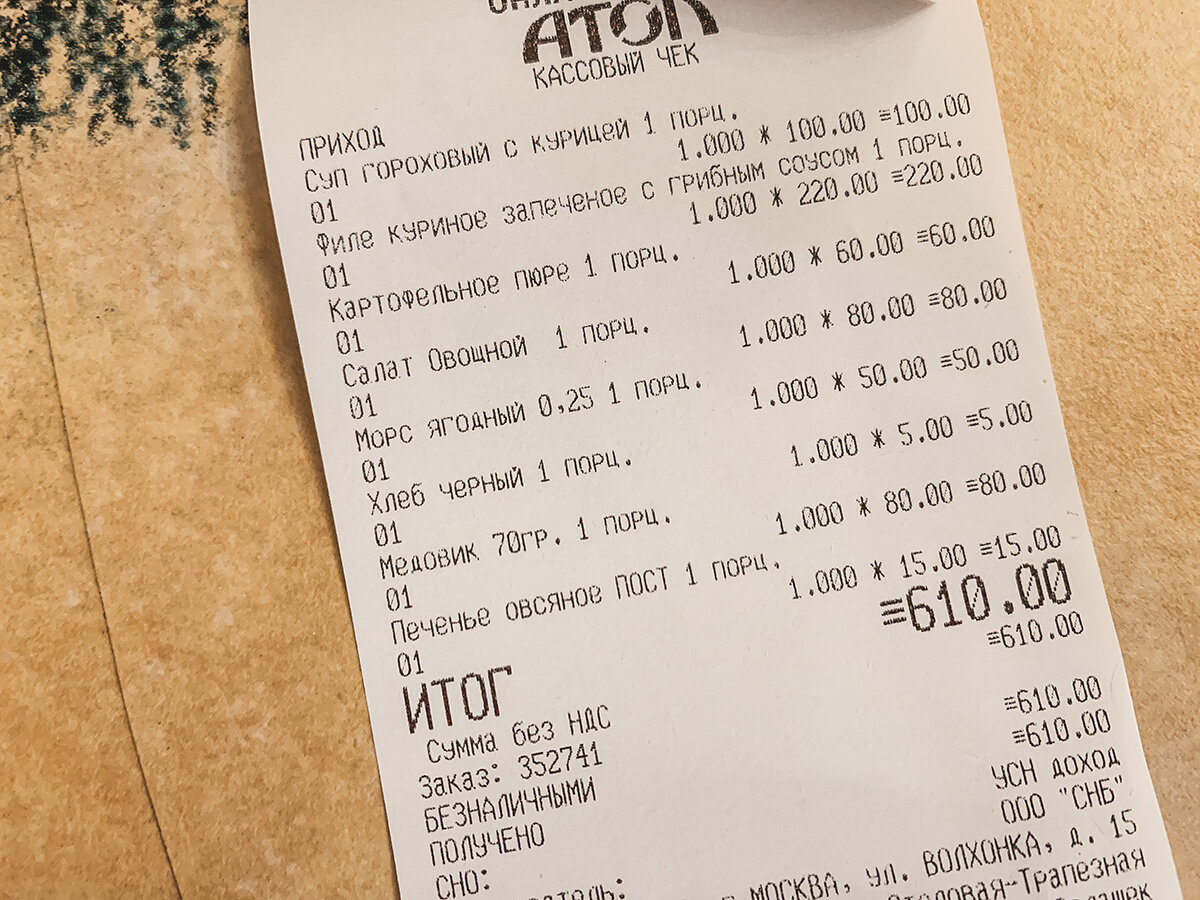 АТОЛ
КАССОВЫЙ ЧЕК
ПРИХОД
Суп гороховый с курицей 1 порц.
01 1.000 * 100.00 ≡100.00
Филе куриное запеченое с грибным соусом 1 порц.
01 1.000 * 220.00 ≡220.00
Картофельное пюре 1 порц.
01 1.000 * 60.00 ≡60.00
Салат Овощной 1 порц.
01 1.000 * 80.00 ≡80.00
Морс ягодный 0,25 1 порц.
01 1.000 * 50.00 ≡50.00
Хлеб черный 1 порц.
01 1.000 * 5.00 ≡5.00
Медовик 70гр. 1 порц.
01 1.000 * 80.00 ≡80.00
Печенье овсяное ПОСТ 1 порц.
01 1.000 * 15.00 ≡15.00
ИТОГ ≡610.00
Сумма без НДС ≡610.00
Заказ: 352741
БЕЗНАЛИЧНЫМИ ≡610.00
ПОЛУЧЕНО ≡610.00
СНО: УСН ДОХОД
ООО "СНБ"
МОСКВА, УЛ. ВОЛХОНКА, д. 15
Столовая-Трапезная